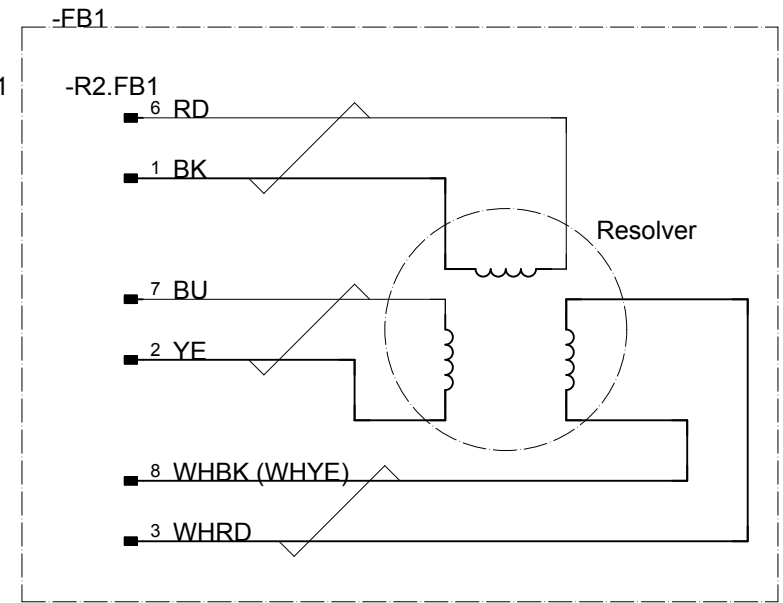 -FB1
1
-R2.FB1
6 RD
1 BK
Resolver
7 BU
2 YE
8 WHBK (WHYE)
3 WHRD